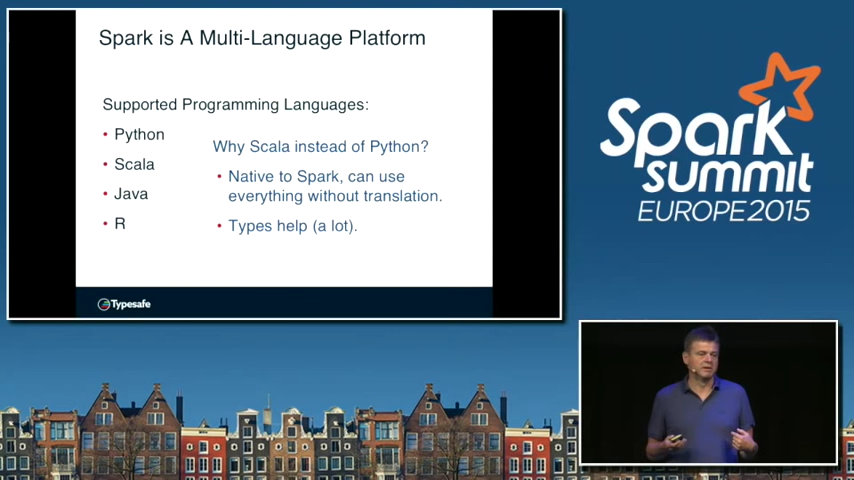 Spark is A Multi-Language Platform
Supported Programming Languages:
• Python
• Scala
• Java
• R
Why Scala instead of Python?
• Native to Spark, can use
everything without translation.
• Types help (a lot).
Typesafe
Spark
summit
EUROPE 2015